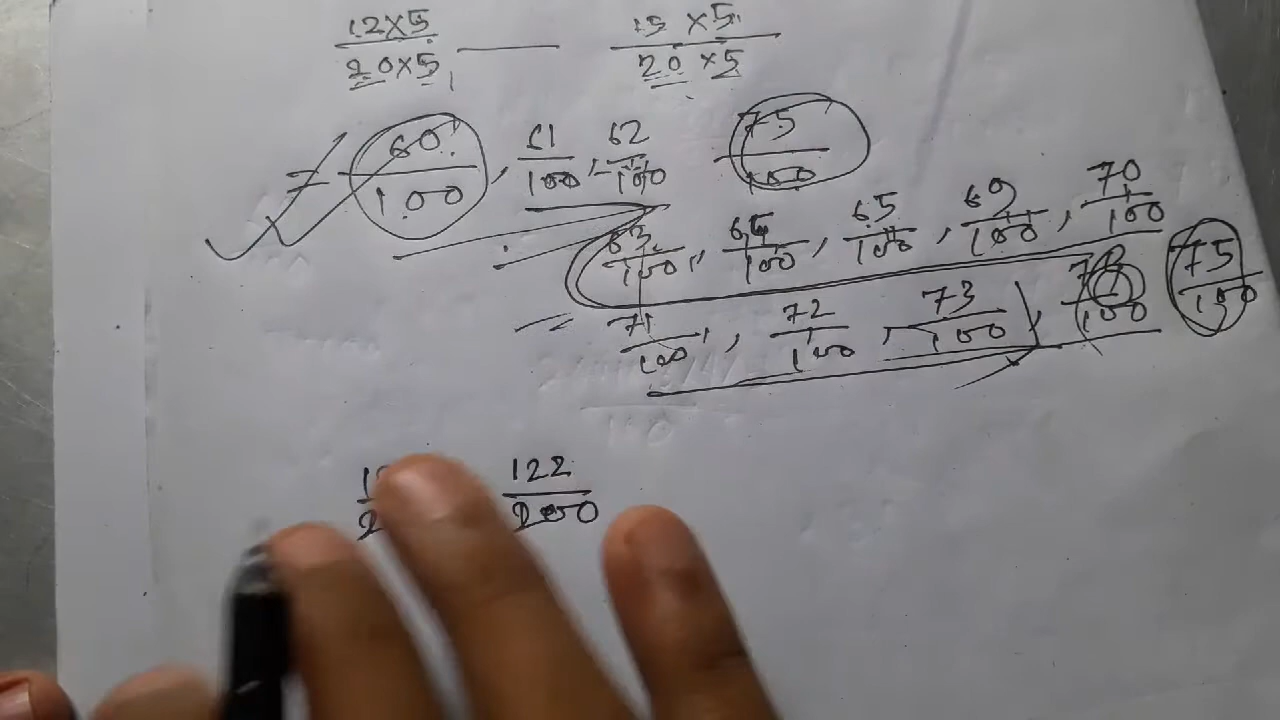 12×5/20×5 —— 15×5/20×5
= 60/100, 61/100, 62/100 75/100
63/100, 64/100, 65/100, 69/100, 70/100
71/100, 72/100, 73/100, 75/100
122/200